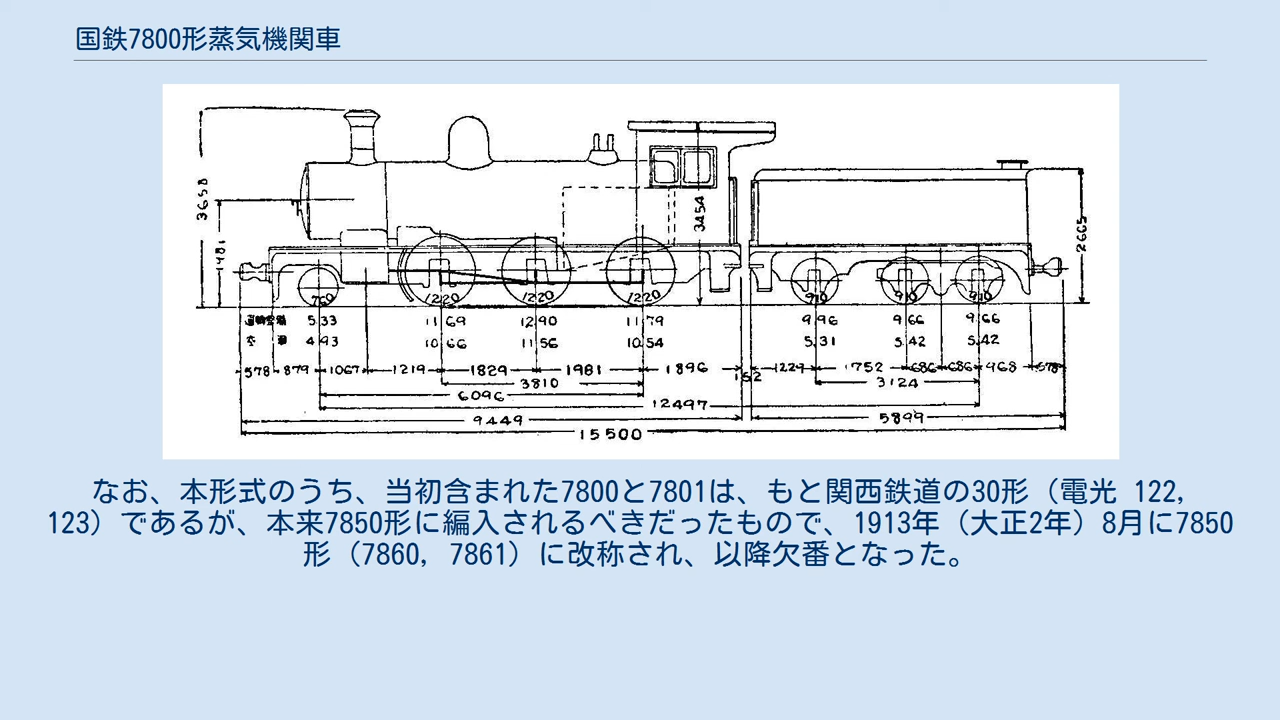 国鉄7800形蒸気機関車
3658
1481
3454
2665
760 1220 1220 1220 910 910 910
運転整備 5.33 11.69 12.90 11.79 9.96 9.66 9.66
空車 4.93 10.66 11.56 10.54 5.31 5.42 5.42
578 879 1067 1219 1829 1981 1896 152 1229 1752 686 686 468 578
3810 3124
6096
12497
9449 5899
15500
なお、本形式のうち、当初含まれた7800と7801は、もと関西鉄道の30形（電光 122,
123）であるが、本来7850形に編入されるべきだったもので、1913年（大正2年）8月に7850
形（7860, 7861）に改称され、以降欠番となった。